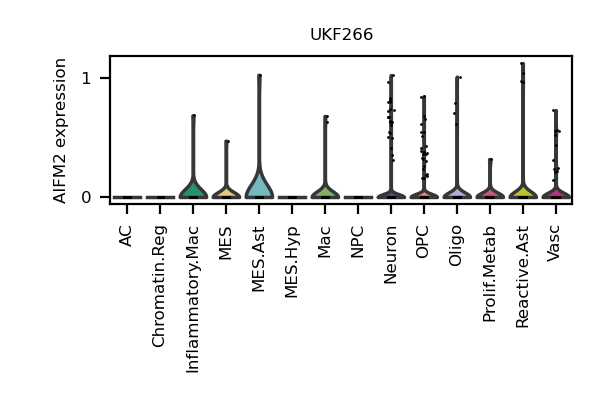 UKF266
AIFM2 expression
1
0
AC
Chromatin.Reg
Inflammatory.Mac
MES
MES.Ast
MES.Hyp
Mac
NPC
Neuron
OPC
Oligo
Prolif.Metab
Reactive.Ast
Vasc